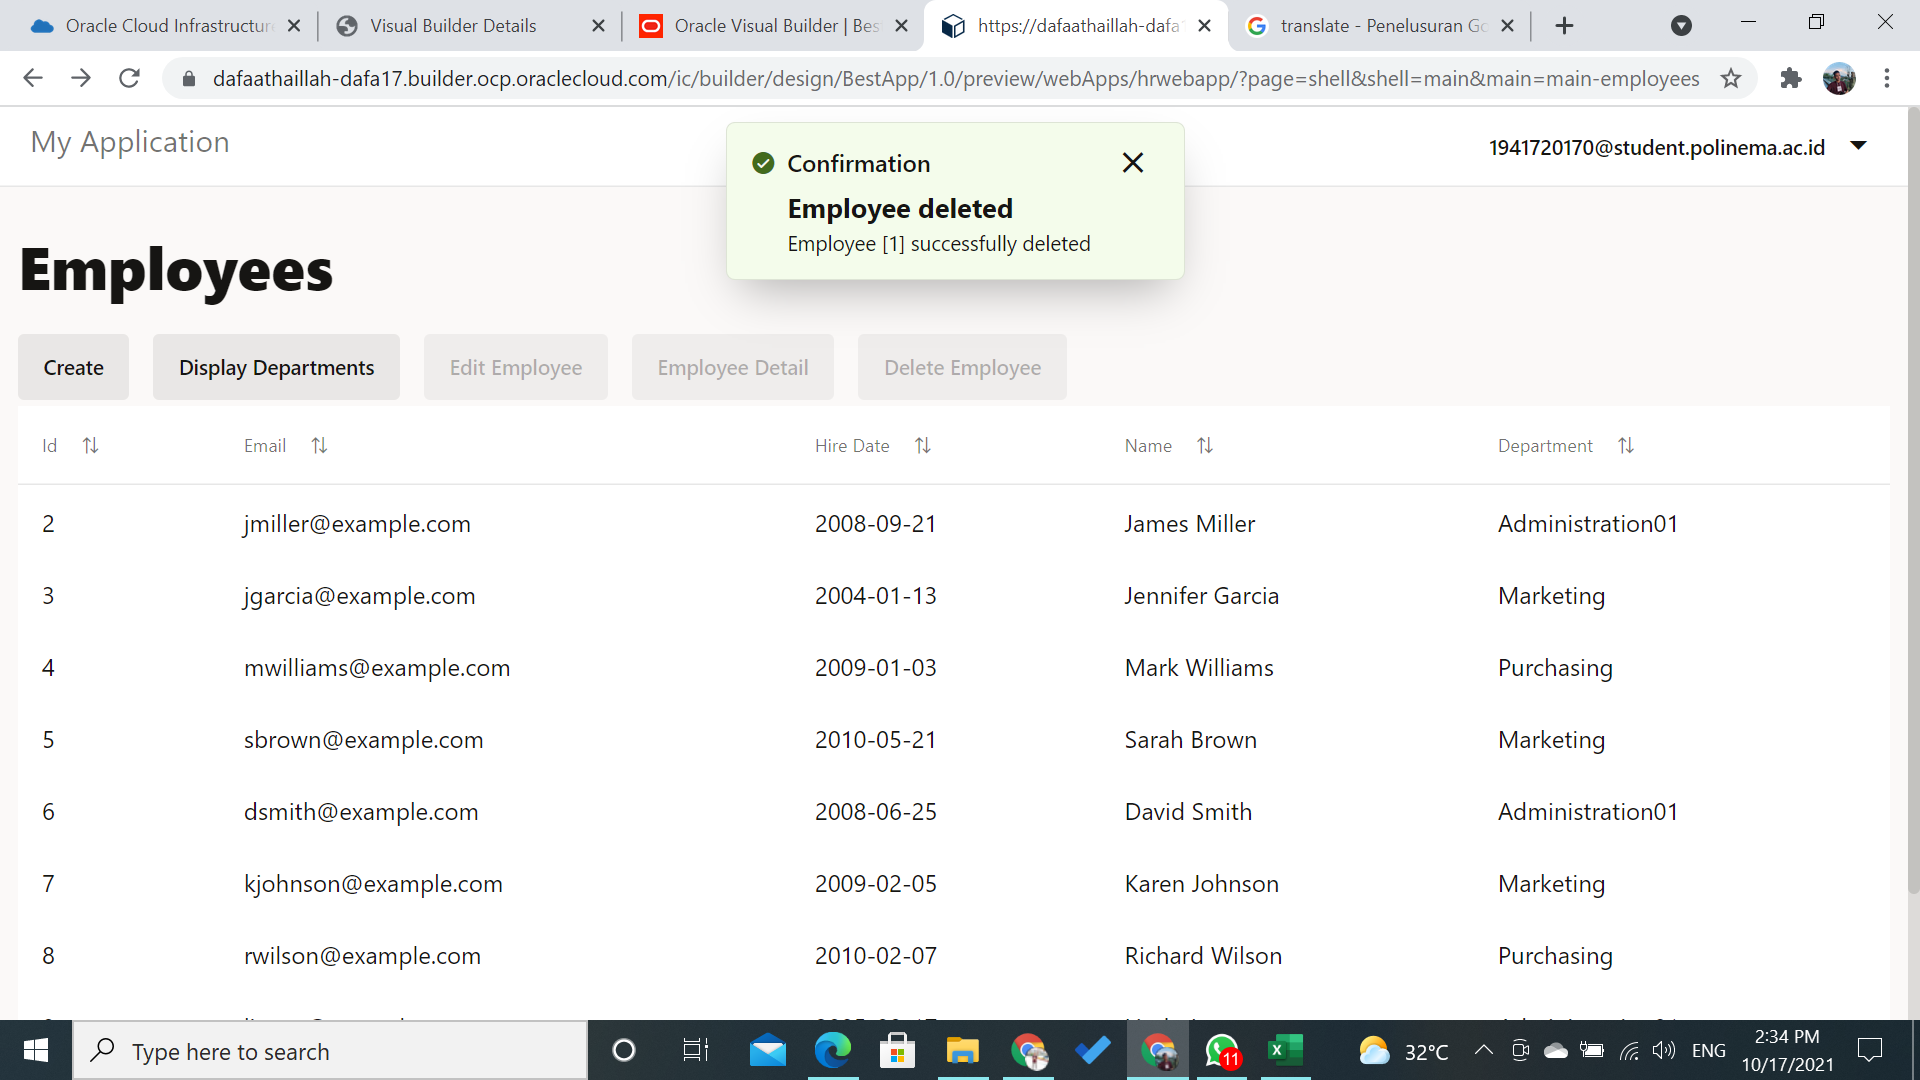 Oracle Cloud Infrastructure
Visual Builder Details
Oracle Visual Builder | Bes
https://dafaathaillah-dafa
translate - Penelusuran Go
dafaathaillah-dafa17.builder.ocp.oraclecloud.com/ic/builder/design/BestApp/1.0/preview/webApps/hrwebapp/?page=shell&shell=main&main=main-employees
My Application
1941720170@student.polinema.ac.id
Confirmation
Employee deleted
Employee [1] successfully deleted
Employees
Create Display Departments Edit Employee Employee Detail Delete Employee
Id Email Hire Date Name Department
2 jmiller@example.com 2008-09-21 James Miller Administration01
3 jgarcia@example.com 2004-01-13 Jennifer Garcia Marketing
4 mwilliams@example.com 2009-01-03 Mark Williams Purchasing
5 sbrown@example.com 2010-05-21 Sarah Brown Marketing
6 dsmith@example.com 2008-06-25 David Smith Administration01
7 kjohnson@example.com 2009-02-05 Karen Johnson Marketing
8 rwilson@example.com 2010-02-07 Richard Wilson Purchasing
Type here to search
11
32°C
ENG
2:34 PM
10/17/2021